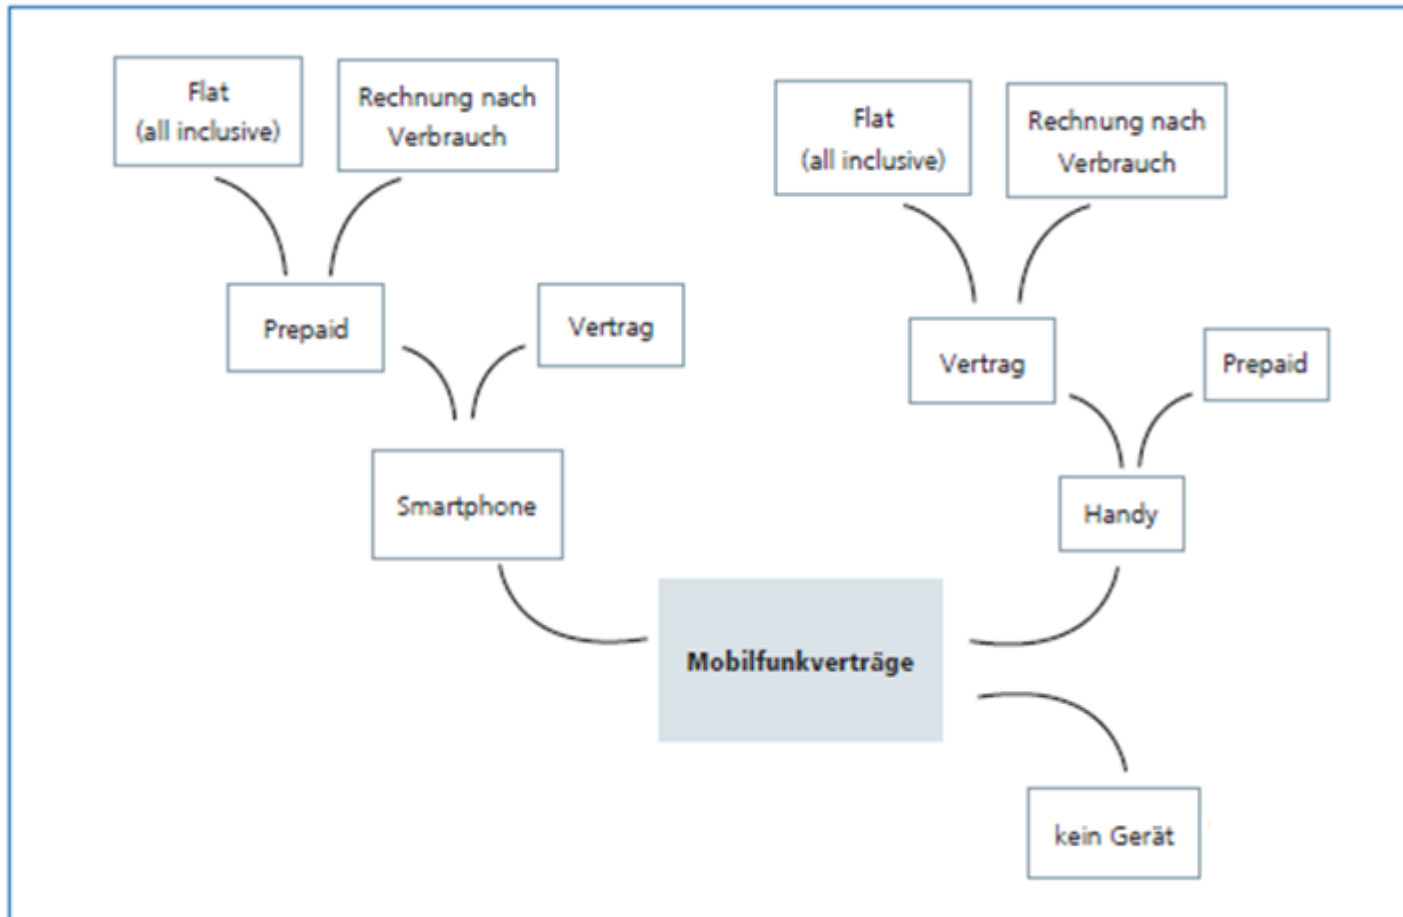 Flat
(all inclusive)
Rechnung nach
Verbrauch
Flat
(all inclusive)
Rechnung nach
Verbrauch
Prepaid
Vertrag
Vertrag
Prepaid
Smartphone
Handy
Mobilfunkverträge
kein Gerät